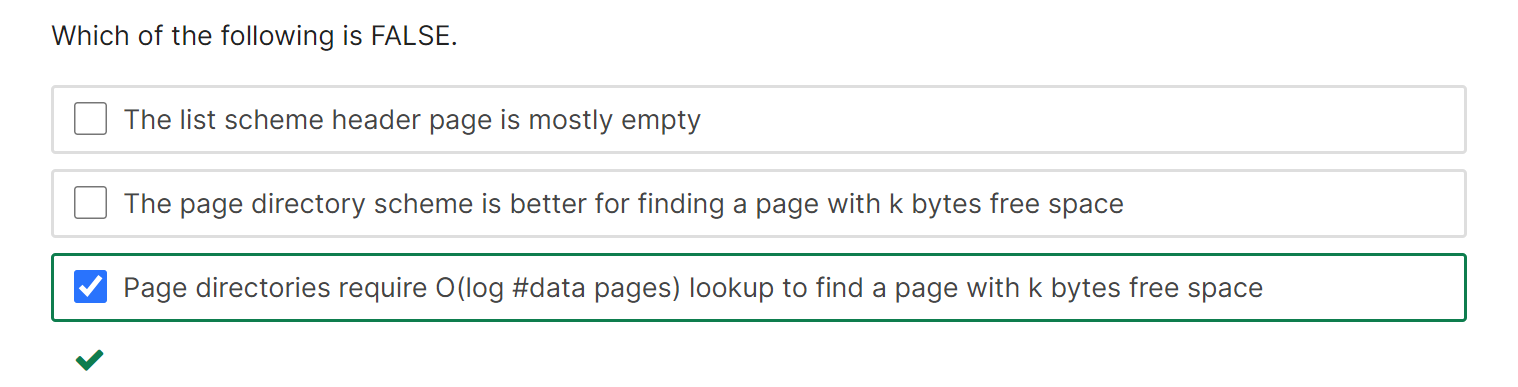 Which of the following is FALSE.
The list scheme header page is mostly empty
The page directory scheme is better for finding a page with k bytes free space
Page directories require O(log #data pages) lookup to find a page with k bytes free space